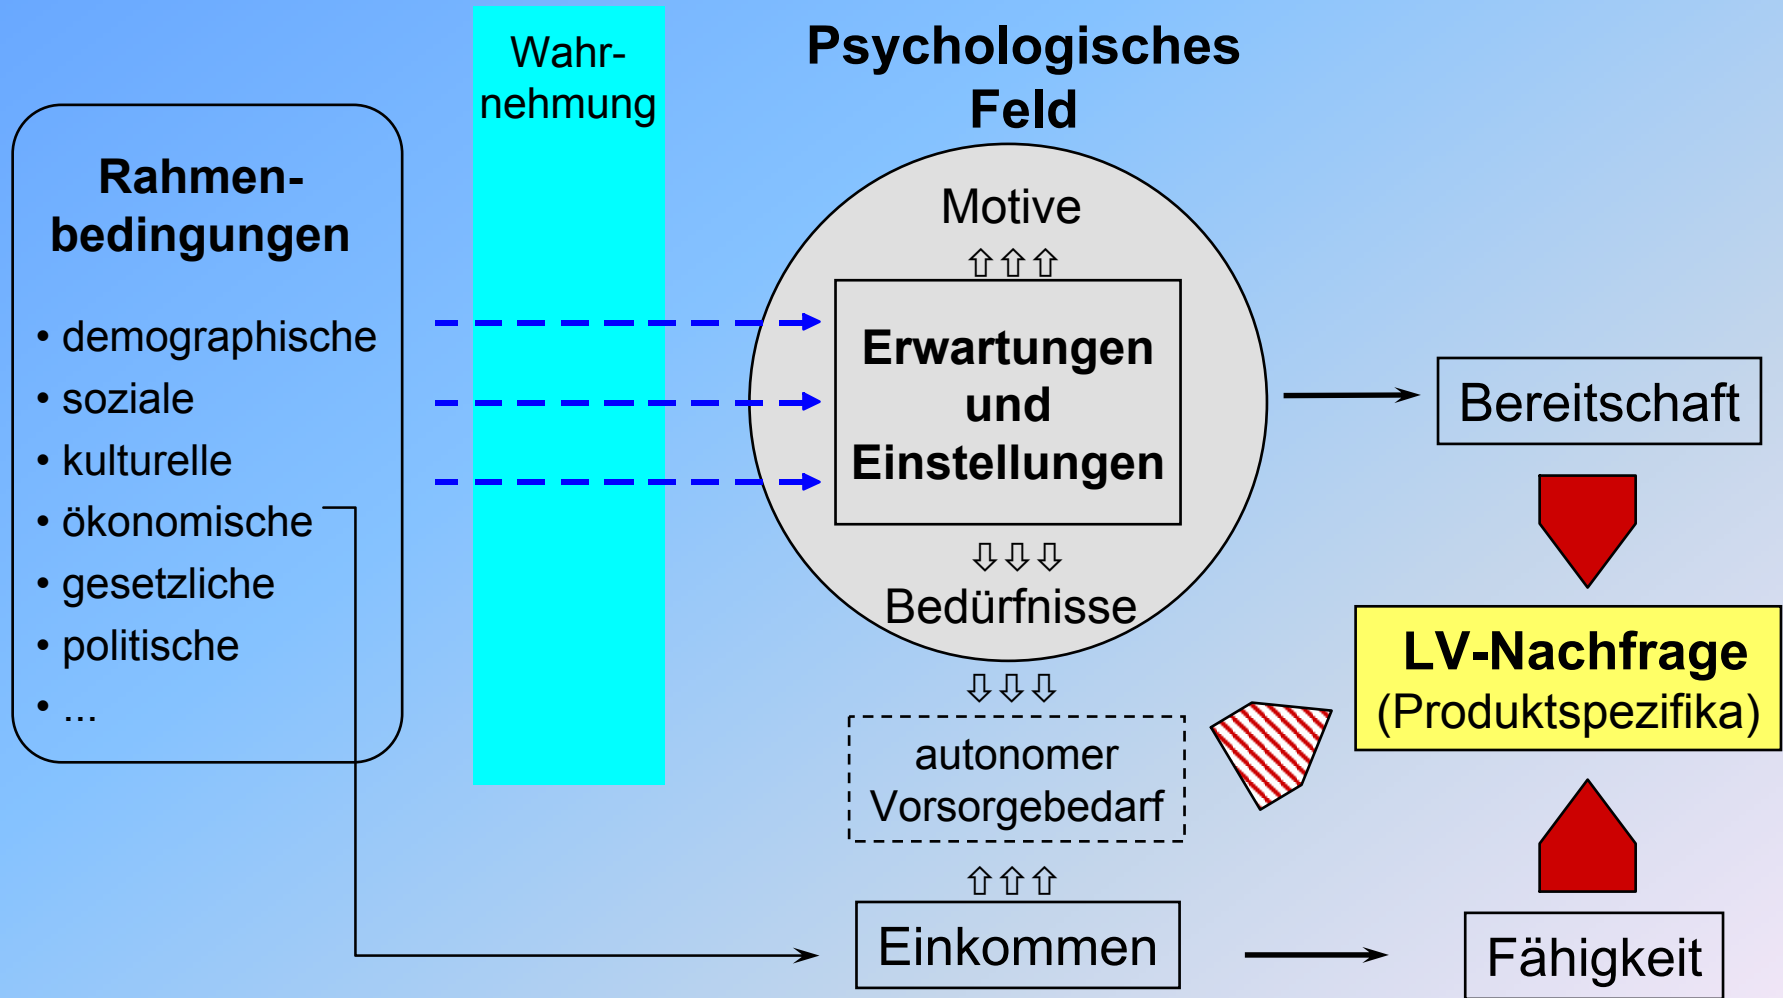 Rahmen-
bedingungen
• demographische
• soziale
• kulturelle
• ökonomische
• gesetzliche
• politische
• ...
Wahr-
nehmung
Psychologisches
Feld
Motive
Erwartungen
und
Einstellungen
Bedürfnisse
autonomer
Vorsorgebedarf
Einkommen
Bereitschaft
LV-Nachfrage
(Produktspezifika)
Fähigkeit